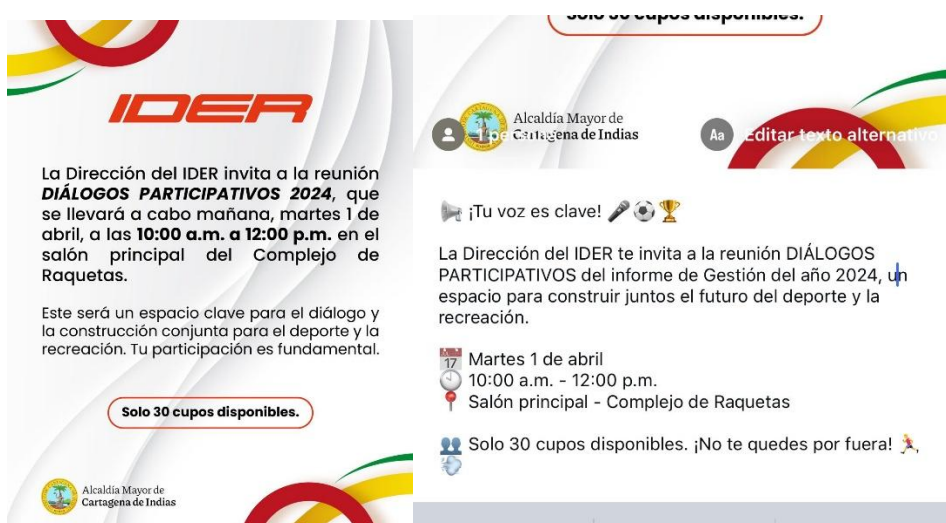 IDER
La Dirección del IDER invita a la reunión
DIÁLOGOS PARTICIPATIVOS 2024, que
se llevará a cabo mañana, martes 1 de
abril, a las 10:00 a.m. a 12:00 p.m. en el
salón principal del Complejo de
Raquetas.
Este será un espacio clave para el diálogo y
la construcción conjunta para el deporte y la
recreación. Tu participación es fundamental.
Solo 30 cupos disponibles.
Alcaldía Mayor de
Cartagena de Indias
Solo 30 cupos disponibles.
Alcaldía Mayor de
Cartagena de Indias
1 persona
Aa Editar texto alternativo
📢 ¡Tu voz es clave! 🎤⚽🏆
La Dirección del IDER te invita a la reunión DIÁLOGOS
PARTICIPATIVOS del informe de Gestión del año 2024, un
espacio para construir juntos el futuro del deporte y la
recreación.
📅 Martes 1 de abril
🕙 10:00 a.m. - 12:00 p.m.
📍 Salón principal - Complejo de Raquetas
👥 Solo 30 cupos disponibles. ¡No te quedes por fuera! 🏃
💨